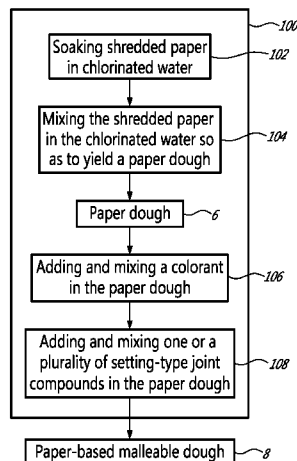 100
Soaking shredded paper
in chlorinated water
102
Mixing the shredded paper
in the chlorinated water so
as to yield a paper dough
104
Paper dough
6
Adding and mixing a colorant
in the paper dough
106
Adding and mixing one or a
plurality of setting-type joint
compounds in the paper dough
108
Paper-based malleable dough
8